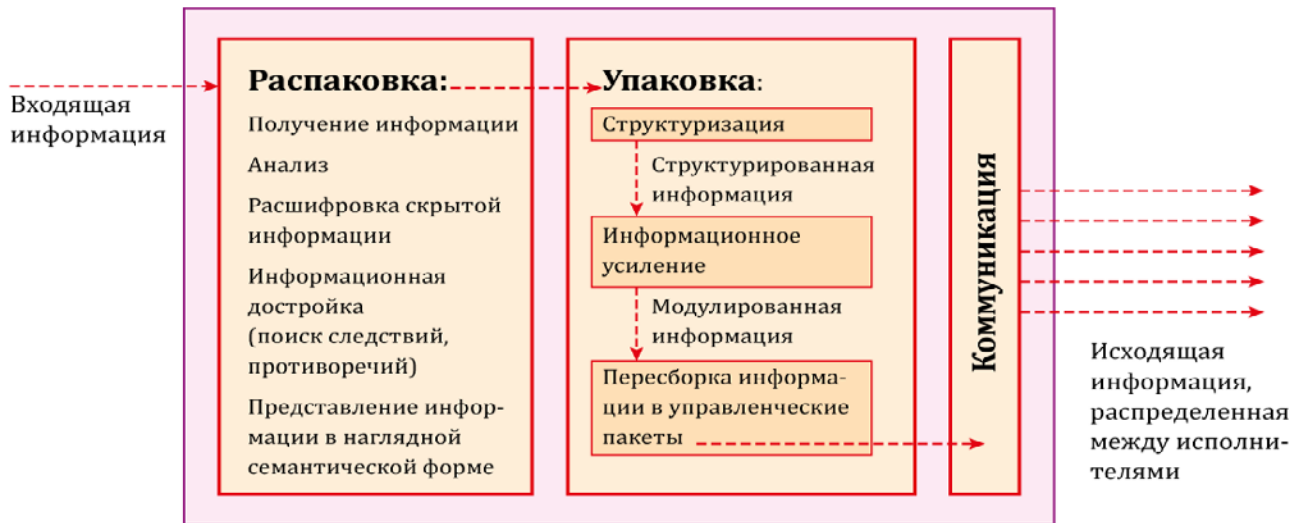 Входящая
информация
Распаковка:
Получение информации
Анализ
Расшифровка скрытой
информации
Информационная
достройка
(поиск следствий,
противоречий)
Представление инфор-
мации в наглядной
семантической форме
Упаковка:
Структуризация
Структурированная
информация
Информационное
усиление
Модулированная
информация
Пересборка информа-
ции в управленческие
пакеты
Коммуникация
Исходящая
информация,
распределенная
между исполни-
телями